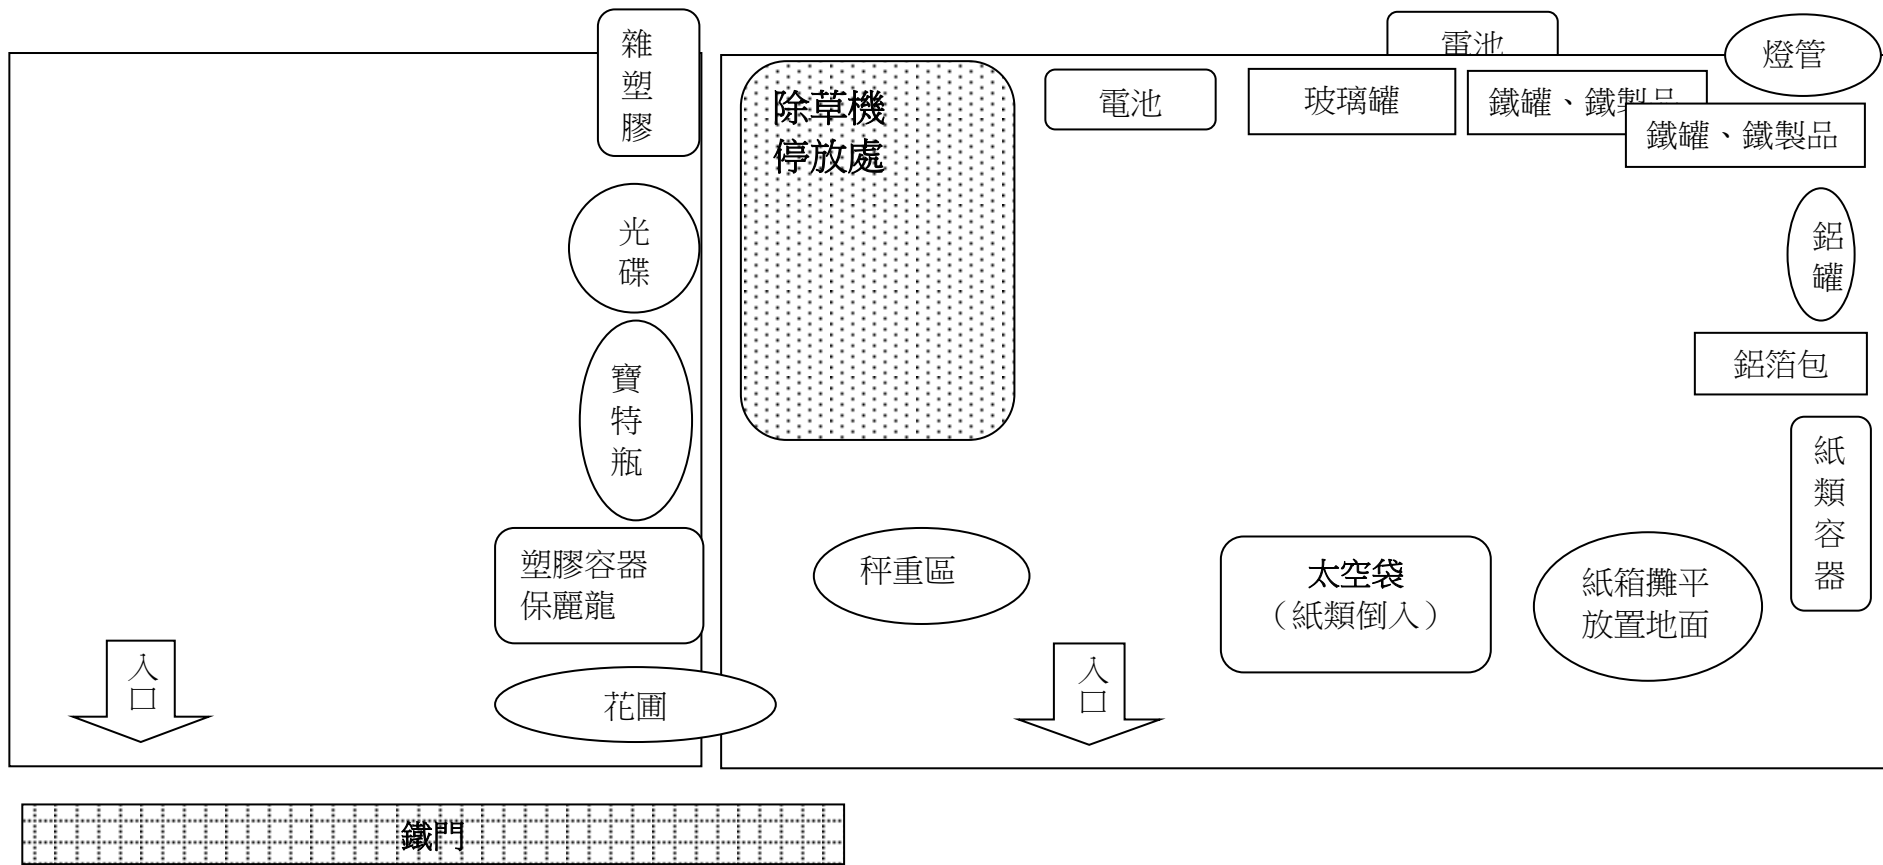 雜
塑
膠
光
碟
寶
特
瓶
塑膠容器
保麗龍
花圃
入
口
除草機
停放處
電池
電池
玻璃罐
鐵罐、鐵製品
鐵罐、鐵製品
燈管
鋁
罐
鋁箔包
紙
類
容
器
秤重區
太空袋
（紙類倒入）
紙箱攤平
放置地面
入
口
鐵門